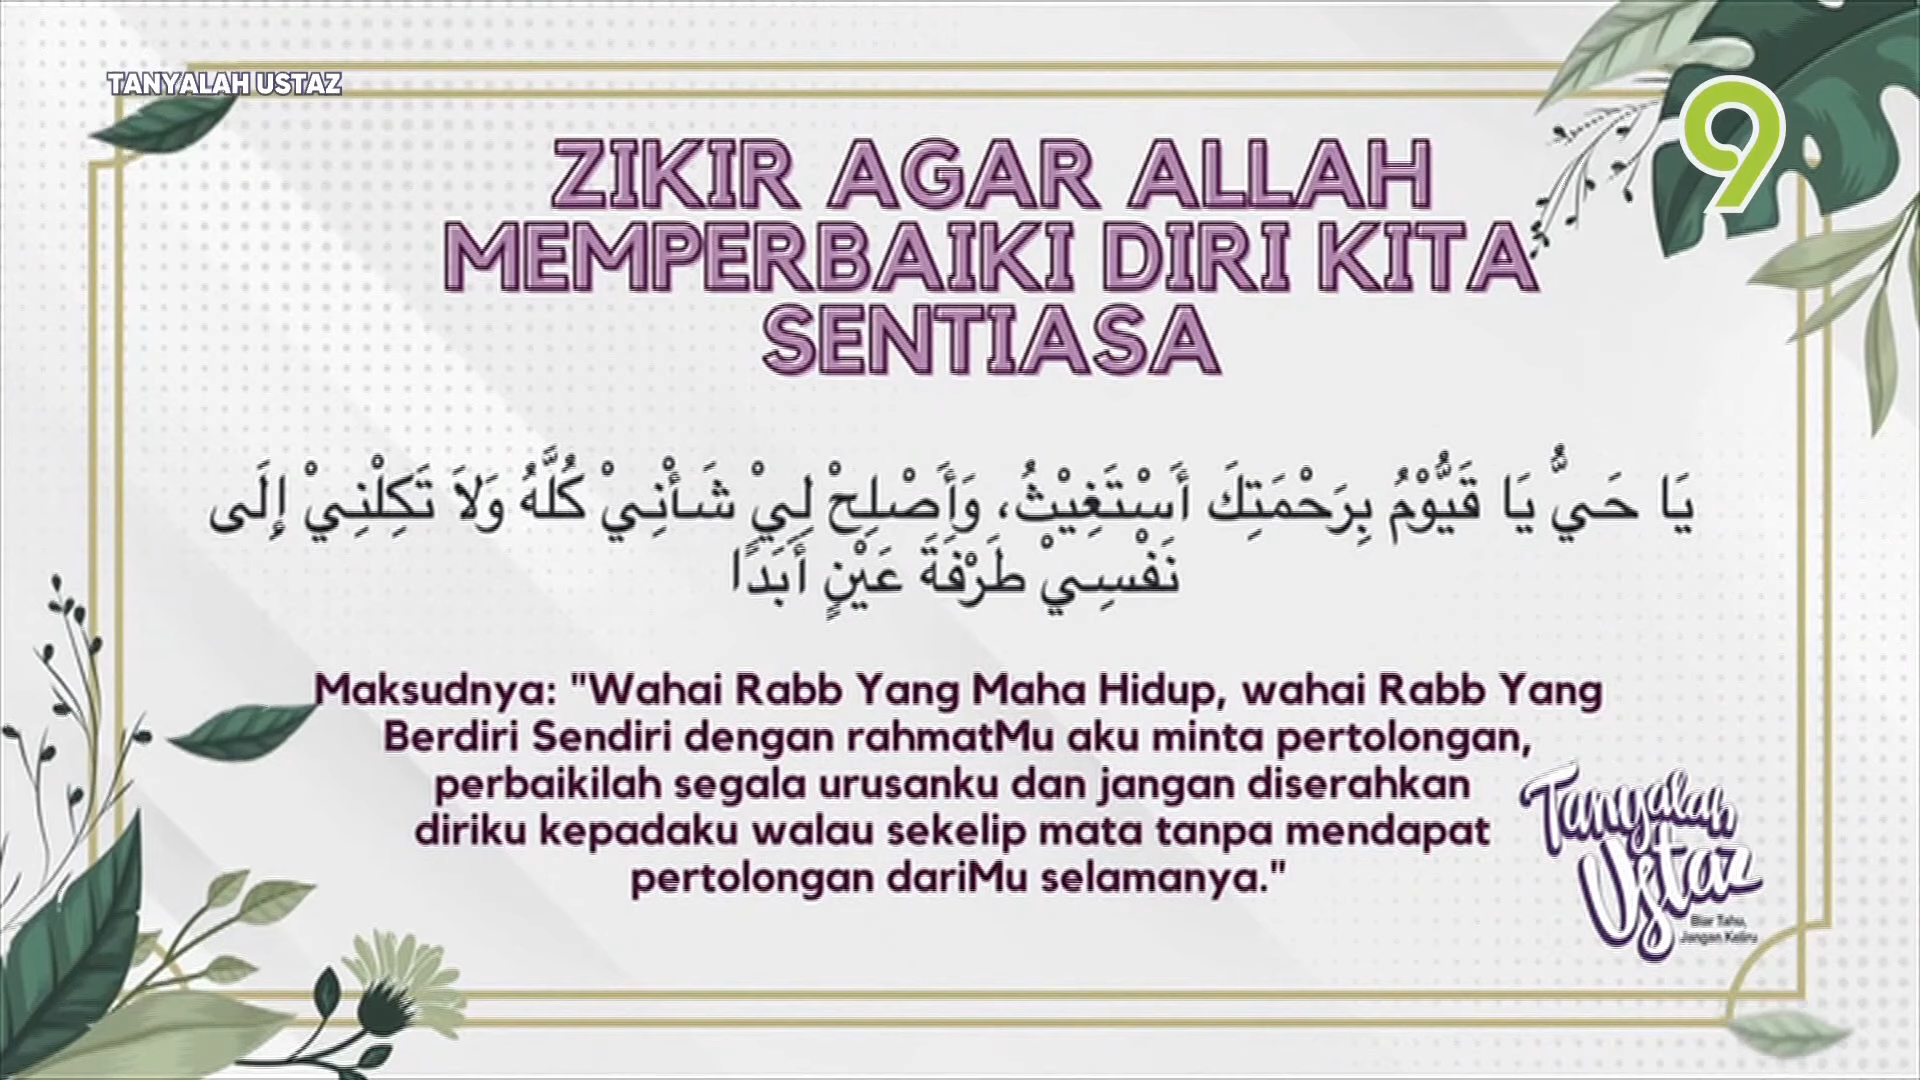 TANYALAH USTAZ
9
ZIKIR AGAR ALLAH
MEMPERBAIKI DIRI KITA
SENTIASA
يَا حَيُّ يَا قَيُّوْمُ بِرَحْمَتِكَ أَسْتَغِيْثُ، وَأَصْلِحْ لِيْ شَأْنِيْ كُلَّهُ وَلاَ تَكِلْنِيْ إِلَى
نَفْسِيْ طَرْفَةَ عَيْنٍ أَبَدًا
Maksudnya: "Wahai Rabb Yang Maha Hidup, wahai Rabb Yang
Berdiri Sendiri dengan rahmatMu aku minta pertolongan,
perbaikilah segala urusanku dan jangan diserahkan
diriku kepadaku walau sekelip mata tanpa mendapat
pertolongan dariMu selamanya."
Tanyalah
Ustaz
Biar Tahu,
Jangan Keliru